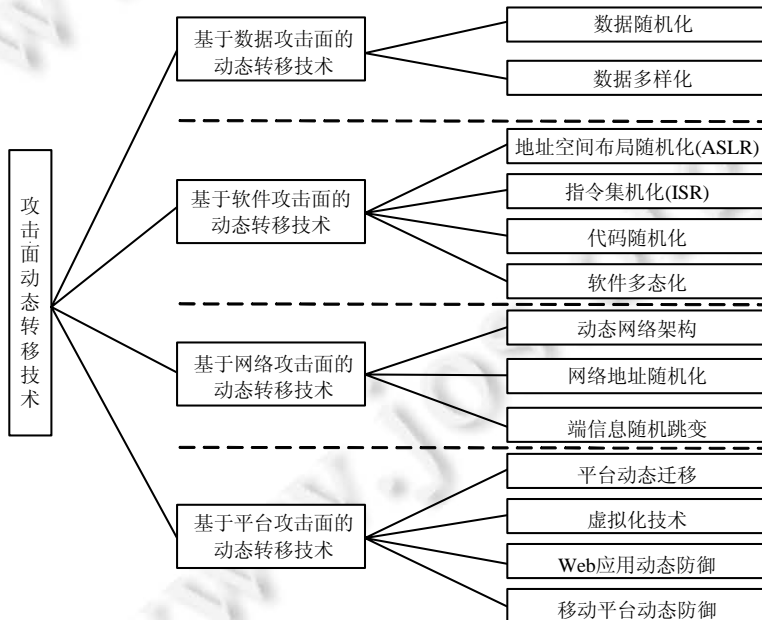 攻击面动态转移技术
基于数据攻击面的
动态转移技术
数据随机化
数据多样化
基于软件攻击面的
动态转移技术
地址空间布局随机化(ASLR)
指令集机化(ISR)
代码随机化
软件多态化
基于网络攻击面的
动态转移技术
动态网络架构
网络地址随机化
端信息随机跳变
基于平台攻击面的
动态转移技术
平台动态迁移
虚拟化技术
Web应用动态防御
移动平台动态防御